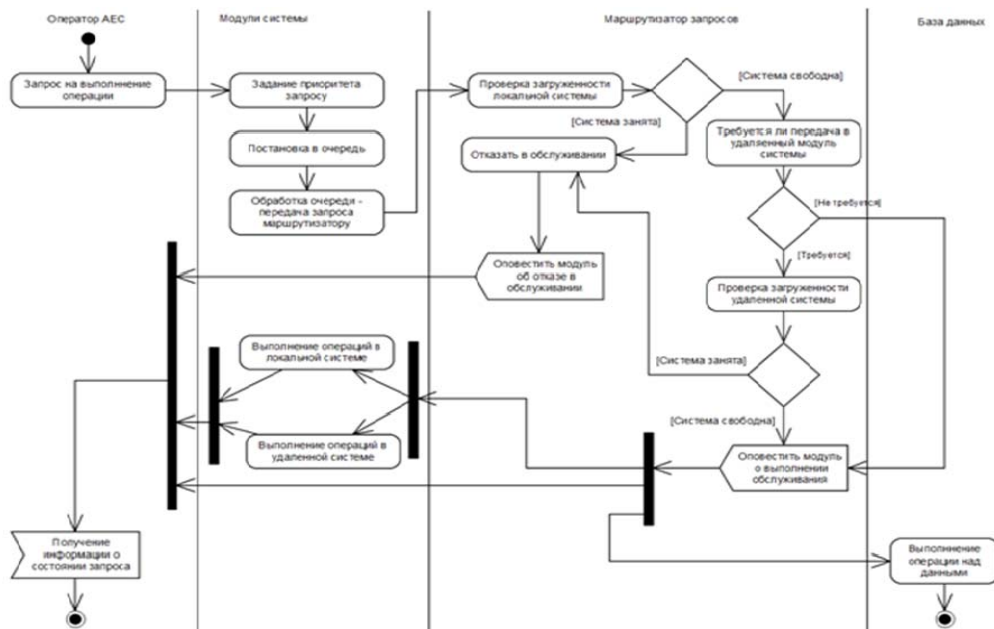 Оператор АЕС
Модули системы
Маршрутизатор запросов
База данных
Запрос на выполннение
операции
Задание приоритета
запросу
Постановка в очередь
Обработка очереди -
передача запроса
маршрутизатору
Проверка загруженности
локальной системы
[Система свободна]
[Система занята]
Отказать в обслуживании
Требуется ли передача в
удаляенный модуль
системы
[Не требуется]
[Требуется]
Оповестить модуль
об отказе в
обслуживании
Проверка загруженности
удаленной системы
[Система занята]
[Система свободна]
Выполнение операций в
локальной системе
Выполнение операций в
удаленной системе
Оповестить модуль
о выполнении
обслуживания
Получение
информации о
состоянии запроса
Выполннение
операции над
данными